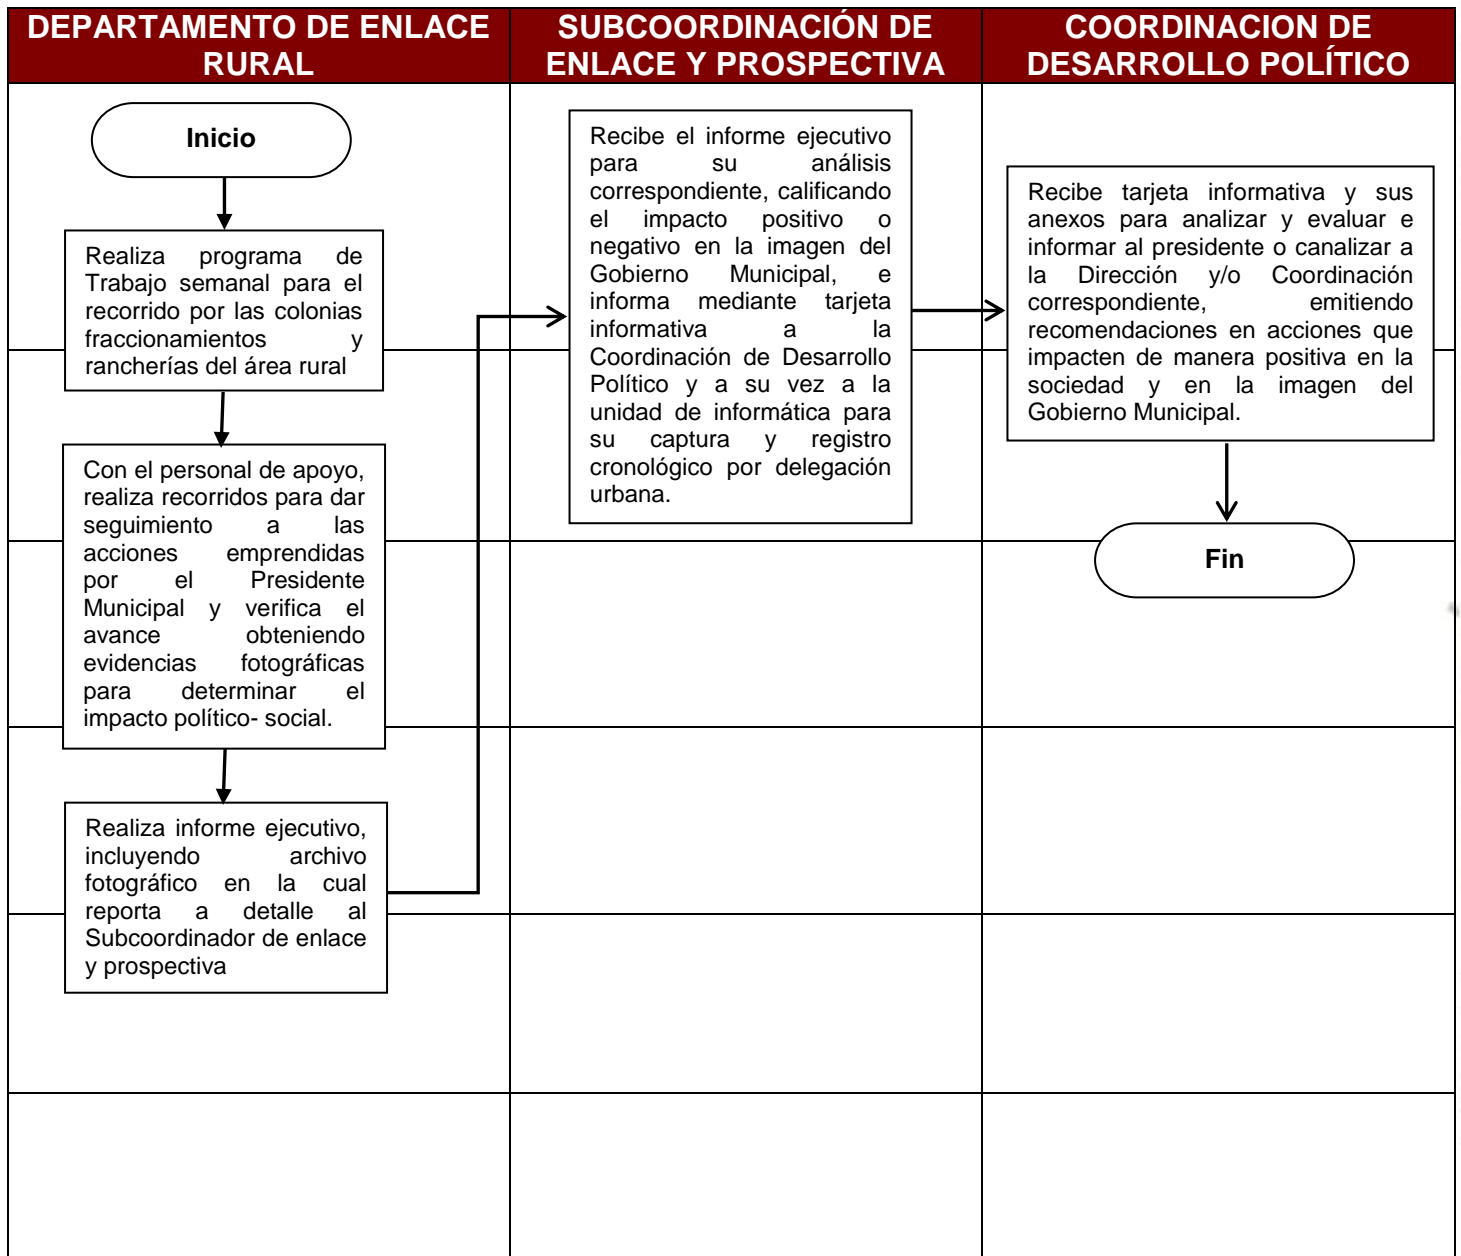 DEPARTAMENTO DE ENLACE
RURAL
SUBCOORDINACIÓN DE
ENLACE Y PROSPECTIVA
COORDINACION DE
DESARROLLO POLÍTICO
Inicio
Realiza programa de
Trabajo semanal para el
recorrido por las colonias
fraccionamientos y
rancherías del área rural
Con el personal de apoyo,
realiza recorridos para dar
seguimiento a las
acciones emprendidas
por el Presidente
Municipal y verifica el
avance obteniendo
evidencias fotográficas
para determinar el
impacto político- social.
Realiza informe ejecutivo,
incluyendo archivo
fotográfico en la cual
reporta a detalle al
Subcoordinador de enlace
y prospectiva
Recibe el informe ejecutivo
para su análisis
correspondiente, calificando
el impacto positivo o
negativo en la imagen del
Gobierno Municipal, e
informa mediante tarjeta
informativa a la
Coordinación de Desarrollo
Político y a su vez a la
unidad de informática para
su captura y registro
cronológico por delegación
urbana.
Recibe tarjeta informativa y sus
anexos para analizar y evaluar e
informar al presidente o canalizar a
la Dirección y/o Coordinación
correspondiente, emitiendo
recomendaciones en acciones que
impacten de manera positiva en la
sociedad y en la imagen del
Gobierno Municipal.
Fin